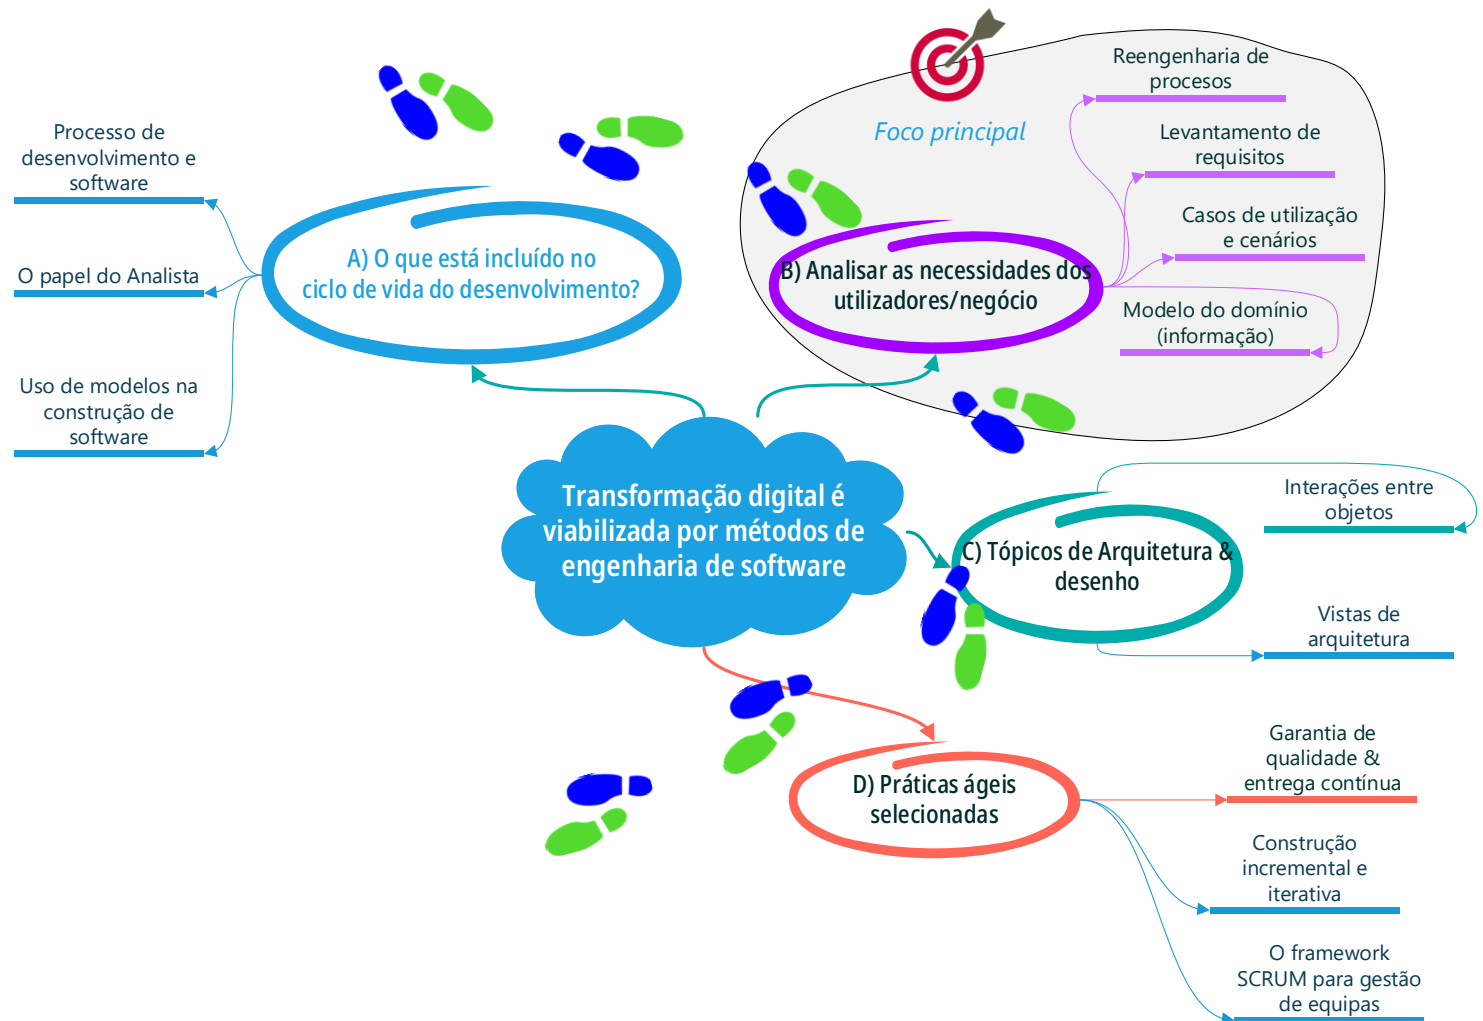 Processo de
desenvolvimento e
software
O papel do Analista
Uso de modelos na
construção de
software
A) O que está incluído no
ciclo de vida do desenvolvimento?
Foco principal
B) Analisar as necessidades dos
utilizadores/negócio
Reengenharia de
procesos
Levantamento de
requisitos
Casos de utilização
e cenários
Modelo do domínio
(informação)
Transformação digital é
viabilizada por métodos de
engenharia de software
C) Tópicos de Arquitetura &
desenho
Interações entre
objetos
Vistas de
arquitetura
D) Práticas ágeis
selecionadas
Garantia de
qualidade &
entrega contínua
Construção
incremental e
iterativa
O framework
SCRUM para gestão
de equipas